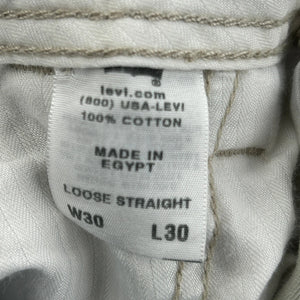 levi.com
(800) USA-LEVI
100% COTTON
MADE IN
EGYPT
LOOSE STRAIGHT
W30 L30